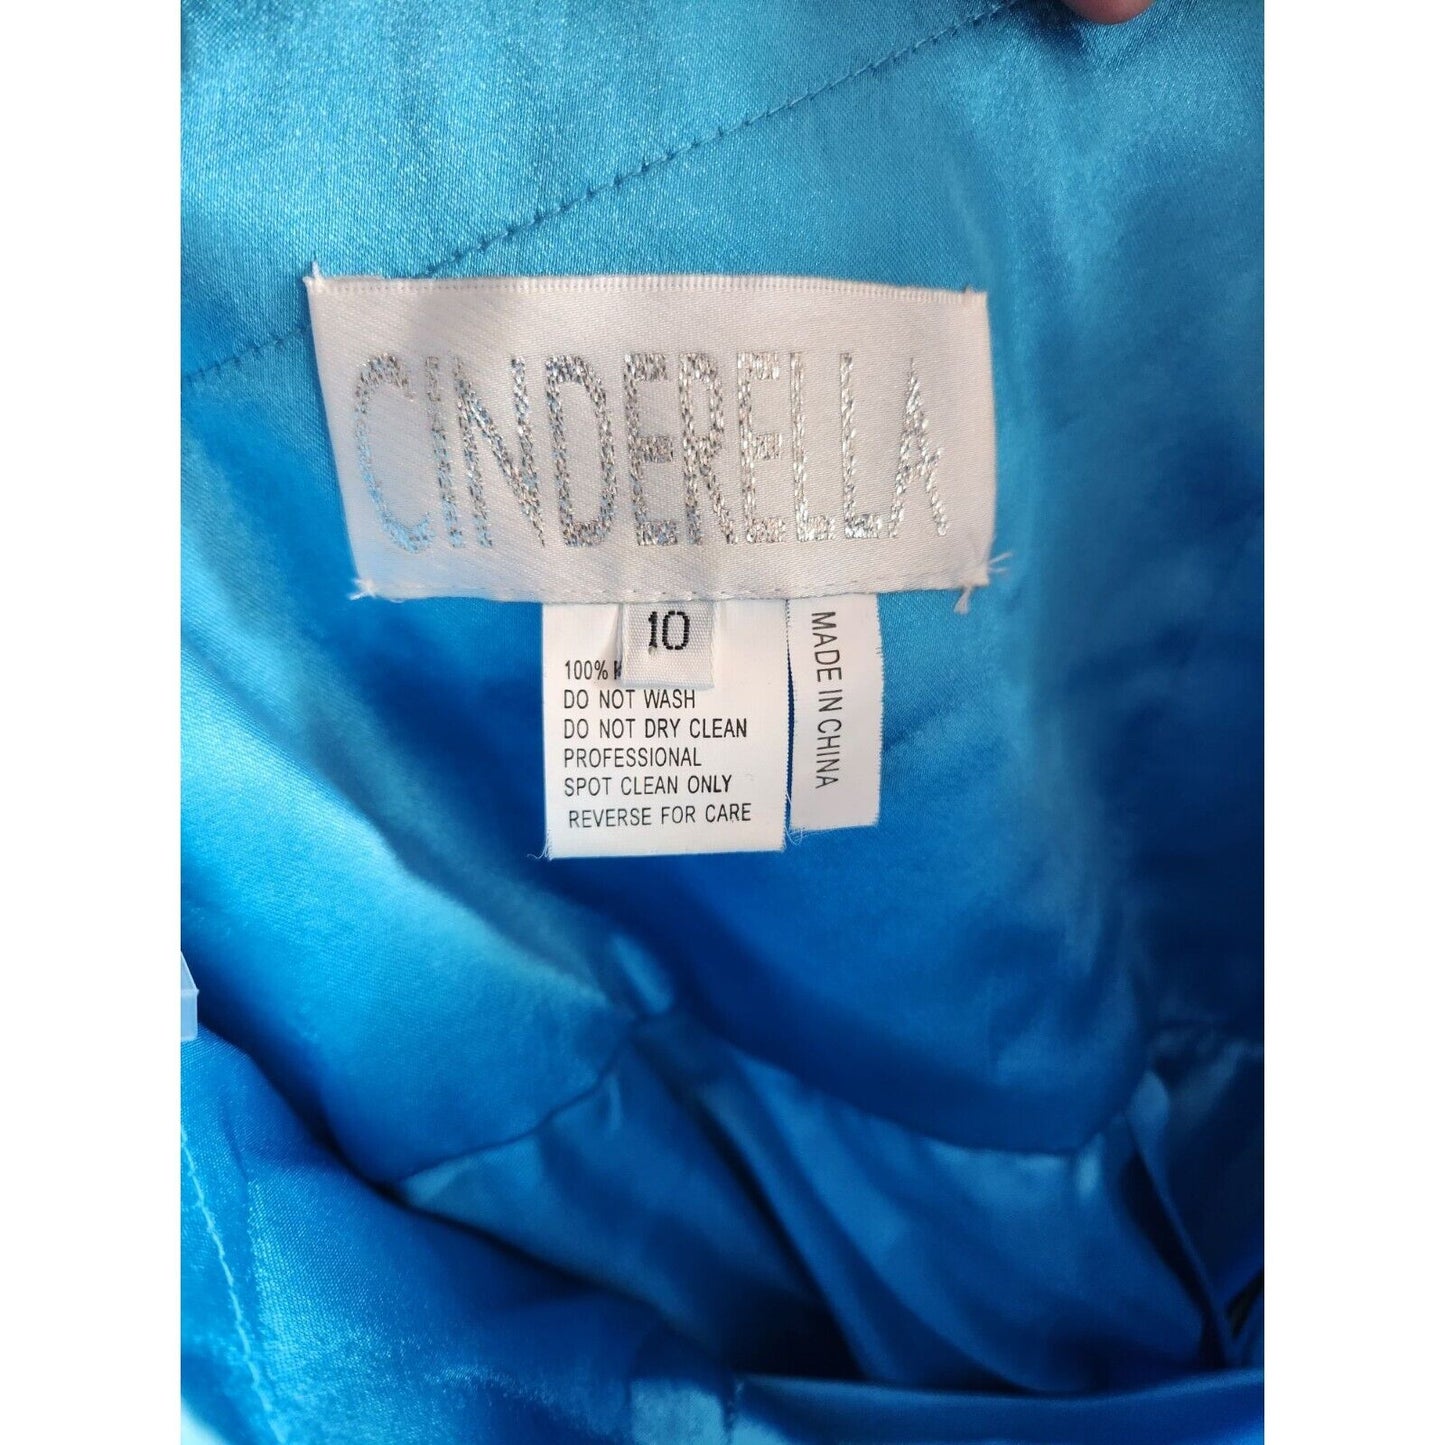 CINDERELLA
10
100%
DO NOT WASH
DO NOT DRY CLEAN
PROFESSIONAL
SPOT CLEAN ONLY
REVERSE FOR CARE
MADE IN CHINA